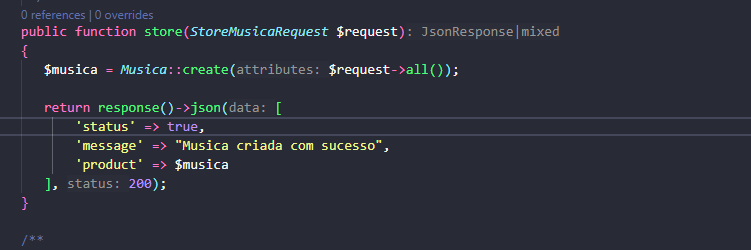 0 references | 0 overrides
public function store(StoreMusicaRequest $request): JsonResponse|mixed
{
$musica = Musica::create(attributes: $request->all());
return response()->json(data: [
'status' => true,
'message' => "Musica criada com sucesso",
'product' => $musica
], status: 200);
}
/**